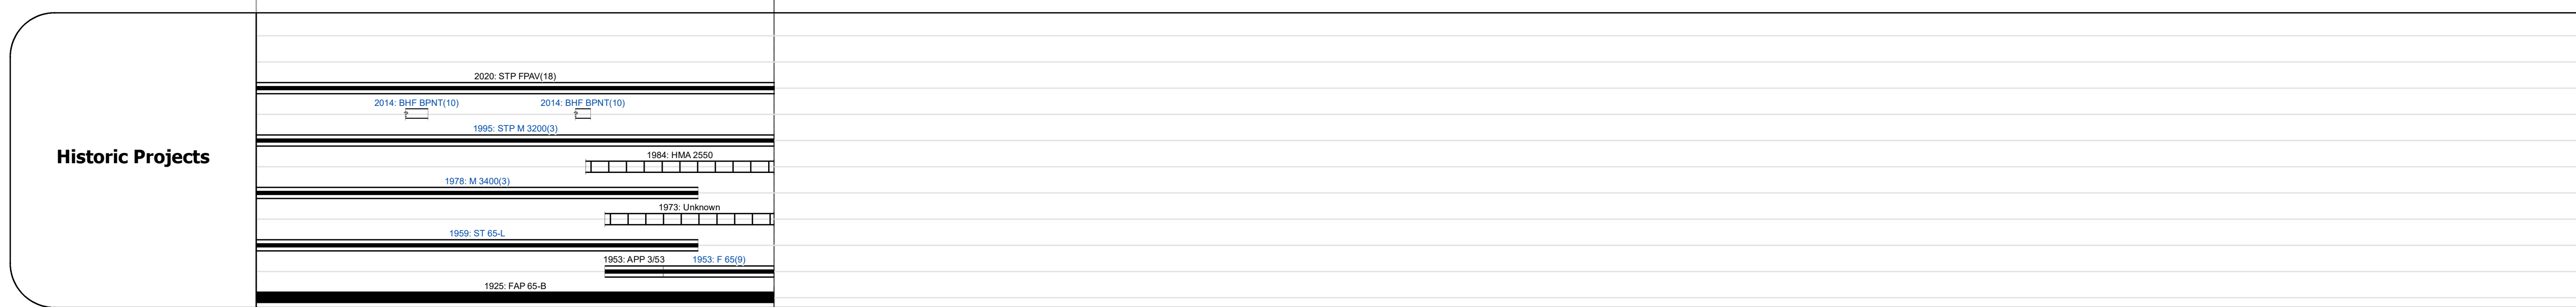 2020: STP FPAV(18)
2014: BHF BPNT(10) 2014: BHF BPNT(10)
? ?
1995: STP M 3200(3)
Historic Projects
1984: HMA 2550
1978: M 3400(3)
1973: Unknown
1959: ST 65-L
1953: APP 3/53 1953: F 65(9)
1925: FAP 65-B